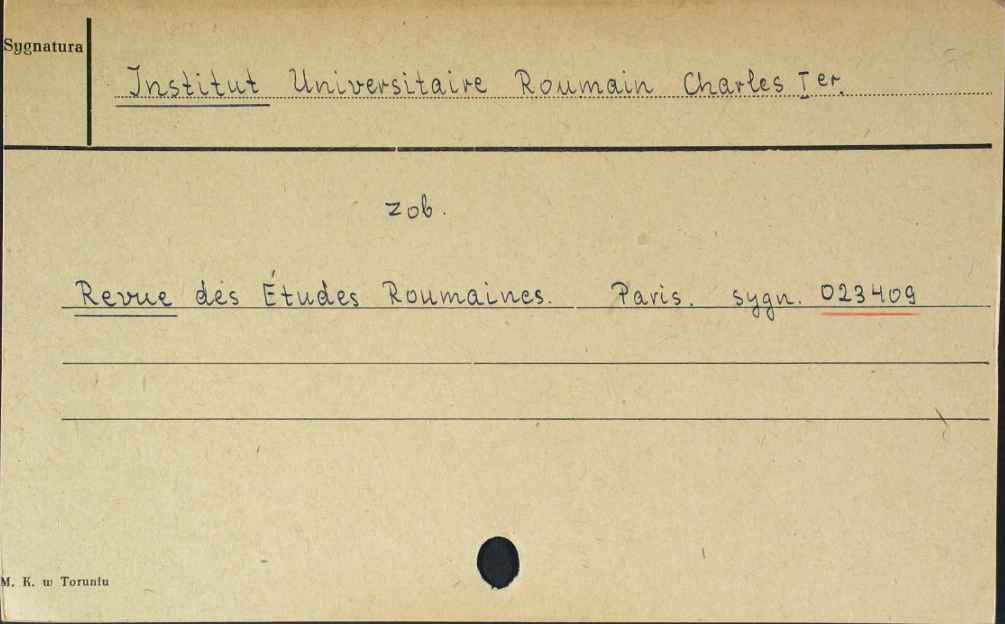 Sygnatura
Institut Universitaire Roumain Charles Ier.
zob.
Revue des Études Roumaines. Paris. sygn. 023409
M. K. w Toruniu